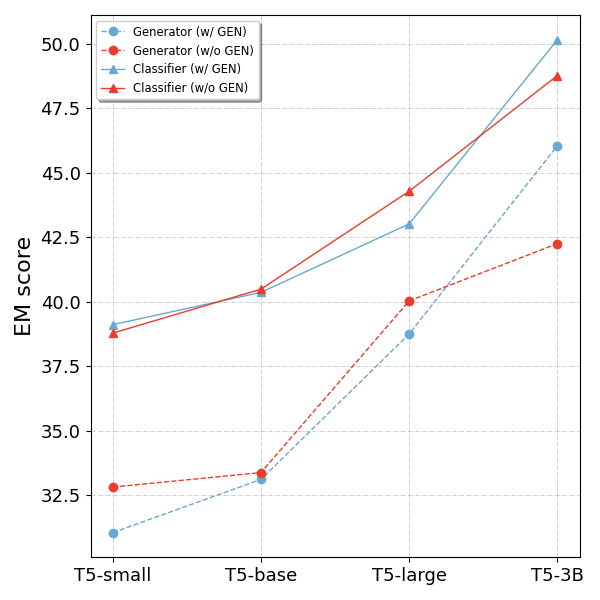 Generator (w/ GEN)
Generator (w/o GEN)
Classifier (w/ GEN)
Classifier (w/o GEN)
50.0
47.5
45.0
42.5
40.0
37.5
35.0
32.5
EM score
T5-small T5-base T5-large T5-3B